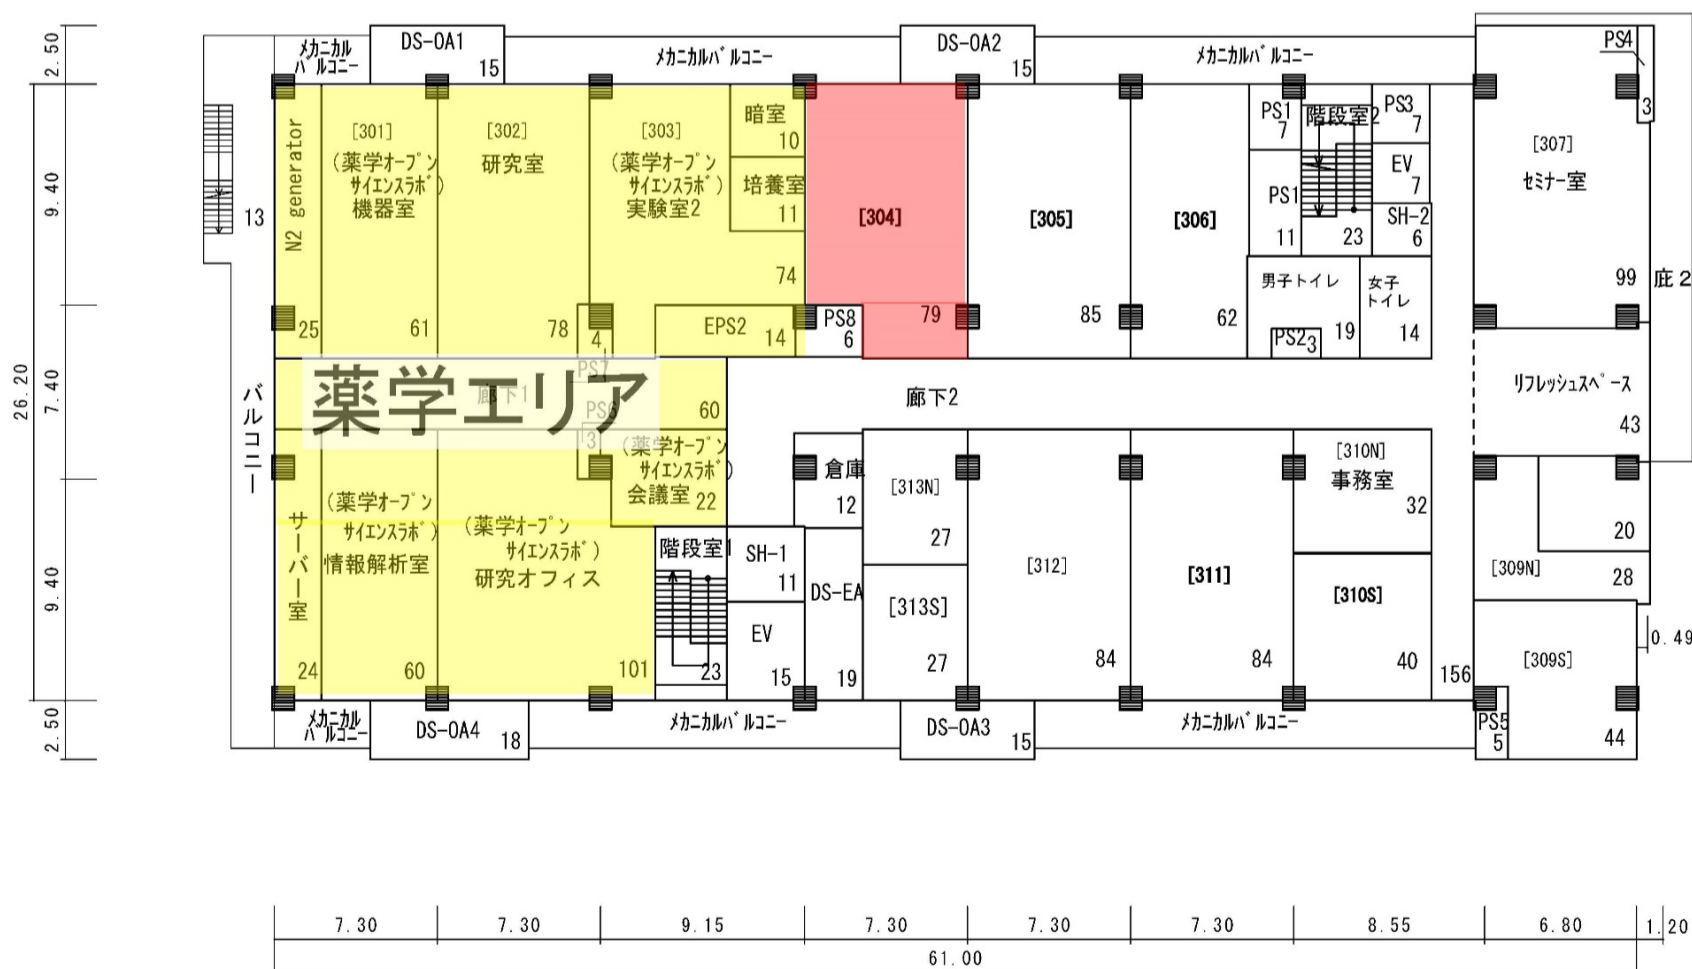 DS-OA1
15
DS-OA2
15
メカニカル
バルコニー
メカニカルバルコニー
メカニカルバルコニー
PS4
3
2.50
9.40
7.40
26.20
9.40
2.50
13
バルコニー
N2 generator
25
[301]
(薬学オープン
サイエンスラボ)
機器室
61
[302]
研究室
78
[303]
(薬学オープン
サイエンスラボ)
実験室2
74
暗室
10
培養室
11
EPS2
14
PS8
6
[304]
79
[305]
85
[306]
62
PS1
7
PS1
11
階段室2
23
PS3
7
EV
7
SH-2
6
男子トイレ
19
PS2
3
女子
トイレ
14
[307]
セミナー室
99
庇2
4
PS7
薬学エリア
廊下1
PS6
3
60
廊下2
リフレッシュスペース
43
サーバー室
24
(薬学オープン
サイエンスラボ)
情報解析室
60
(薬学オープン
サイエンスラボ)
研究オフィス
101
(薬学オープン
サイエンスラボ)
会議室
22
階段室1
23
SH-1
11
EV
15
倉庫
12
DS-EA
19
[313N]
27
[313S]
27
[312]
84
[311]
84
[310N]
事務室
32
[310S]
40
156
20
[309N]
28
[309S]
44
0.49
PS5
5
メカニカル
バルコニー
DS-OA4
18
メカニカルバルコニー
DS-OA3
15
メカニカルバルコニー
7.30
7.30
9.15
7.30
7.30
7.30
8.55
6.80
1.20
61.00